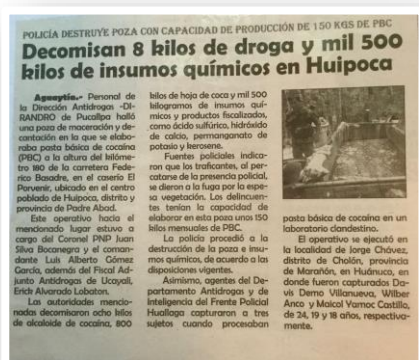 POLICÍA DESTRUYE POZA CON CAPACIDAD DE PRODUCCIÓN DE 150 KGS DE PBC
Decomisan 8 kilos de droga y mil 500
kilos de insumos químicos en Huipoca
Aguaytía.- Personal de
la Dirección Antidrogas -DI-
RANDRO de Pucallpa halló
una poza de maceración y de-
cantación en la que se elabo-
raba pasta básica de cocaína
(PBC) a la altura del kilóme-
tro 180 de la carretera Fede-
rico Basadre, en el caserío El
Porvenir, ubicado en el centro
poblado de Huipoca, distrito y
provincia de Padre Abad.
Este operativo hacia el
mencionado lugar estuvo a
cargo del Coronel PNP Juan
Silva Bocanegra y el coman-
dante Luis Alberto Gómez
García, además del Fiscal Ad-
junto Antidrogas de Ucayali,
Erick Alvarado Lobaton.
Las autoridades mencio-
nadas decomisaron ocho kilos
de alcaloide de cocaína, 800
kilos de hoja de coca y mil 500
kilogramos de insumos quí-
micos y productos fiscalizados,
como ácido sulfúrico, hidróxido
de calcio, permanganato de
potasio y kerosene.
Fuentes policiales indica-
ron que los traficantes, al per-
catarse de la presencia policial,
se dieron a la fuga por la espe-
sa vegetación. Los delincuen-
tes tenían la capacidad de
elaborar en esta poza unos 150
kilos mensuales de PBC.
La policía procedió a la
destrucción de la poza e insu-
mos químicos, de acuerdo a las
disposiciones vigentes.
Asimismo, agentes del De-
partamento Antidrogas y de
Inteligencia del Frente Policial
Huallaga capturaron a tres
sujetos cuando procesaban
pasta básica de cocaína en un
laboratorio clandestino.
El operativo se ejecutó en
la localidad de Jorge Chávez,
distrito de Cholón, provincia
de Marañón, en Huánuco, en
donde fueron capturados Da-
vis Demo Villanueva, Wilber
Anco y Maicol Yamoc Castillo,
de 24, 19 y 18 años, respectiva-
mente.